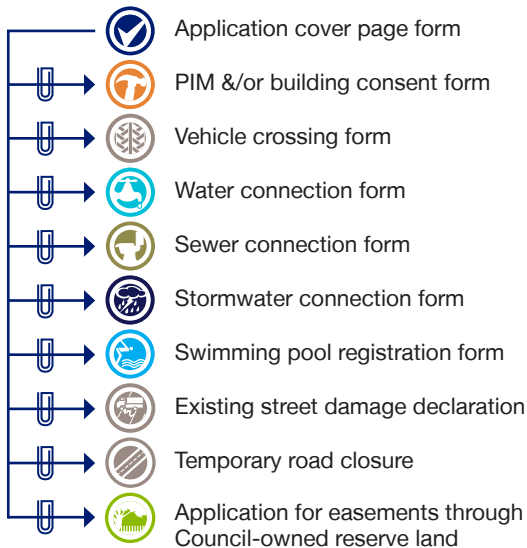 Application cover page form
PIM &/or building consent form
Vehicle crossing form
Water connection form
Sewer connection form
Stormwater connection form
Swimming pool registration form
Existing street damage declaration
Temporary road closure
Application for easements through
Council-owned reserve land